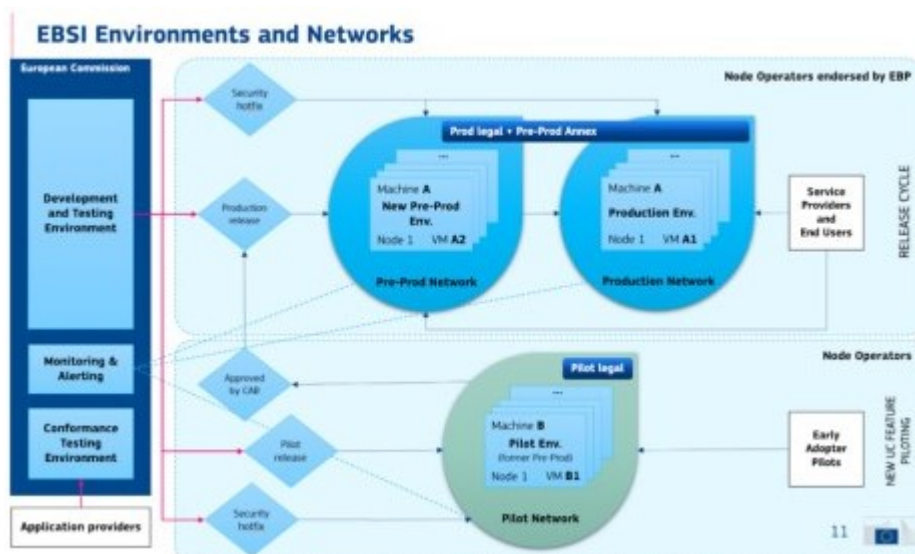 EBSI Environments and Networks
European Commission
Development
and Testing
Environment
Monitoring &
Alerting
Conformance
Testing
Environment
Application providers
Security
hotfix
Production
release
Approved
by CAB
Pilot
release
Security
hotfix
Node Operators endorsed by EBP
Prod legal + Pre-Prod Annex
...
Machine A
New Pre-Prod
Env.
Node 1 VM A2
Pre-Prod Network
...
Machine A
Production Env.
Node 1 VM A1
Production Network
Service
Providers
and
End Users
RELEASE CYCLE
Node Operators
Pilot legal
...
Machine B
Pilot Env.
(former Pre-Prod)
Node 1 VM B1
Pilot Network
Early
Adopter
Pilots
NEW UC FEATURE
PILOTING
11